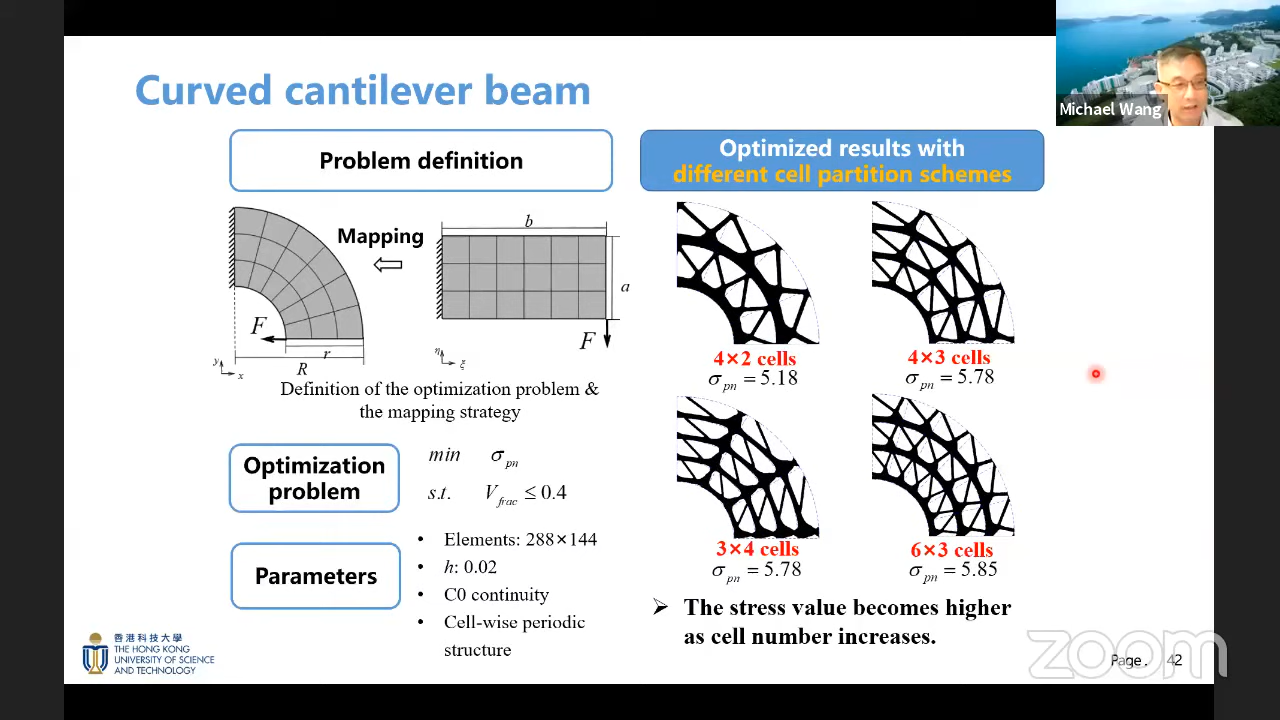 Curved cantilever beam
Michael Wang
Problem definition
Optimized results with
different cell partition schemes
Mapping
b
a
F
F
r
R
y
x
η
ξ
Definition of the optimization problem &
the mapping strategy
4×2 cells
σpn = 5.18
4×3 cells
σpn = 5.78
3×4 cells
σpn = 5.78
6×3 cells
σpn = 5.85
Optimization
problem
min σpn
s.t. Vfrac ≤ 0.4
Parameters
• Elements: 288×144
• h: 0.02
• C0 continuity
• Cell-wise periodic
structure
➢ The stress value becomes higher
as cell number increases.
香港科技大學
THE HONG KONG
UNIVERSITY OF SCIENCE
AND TECHNOLOGY
zoom
Page . 42